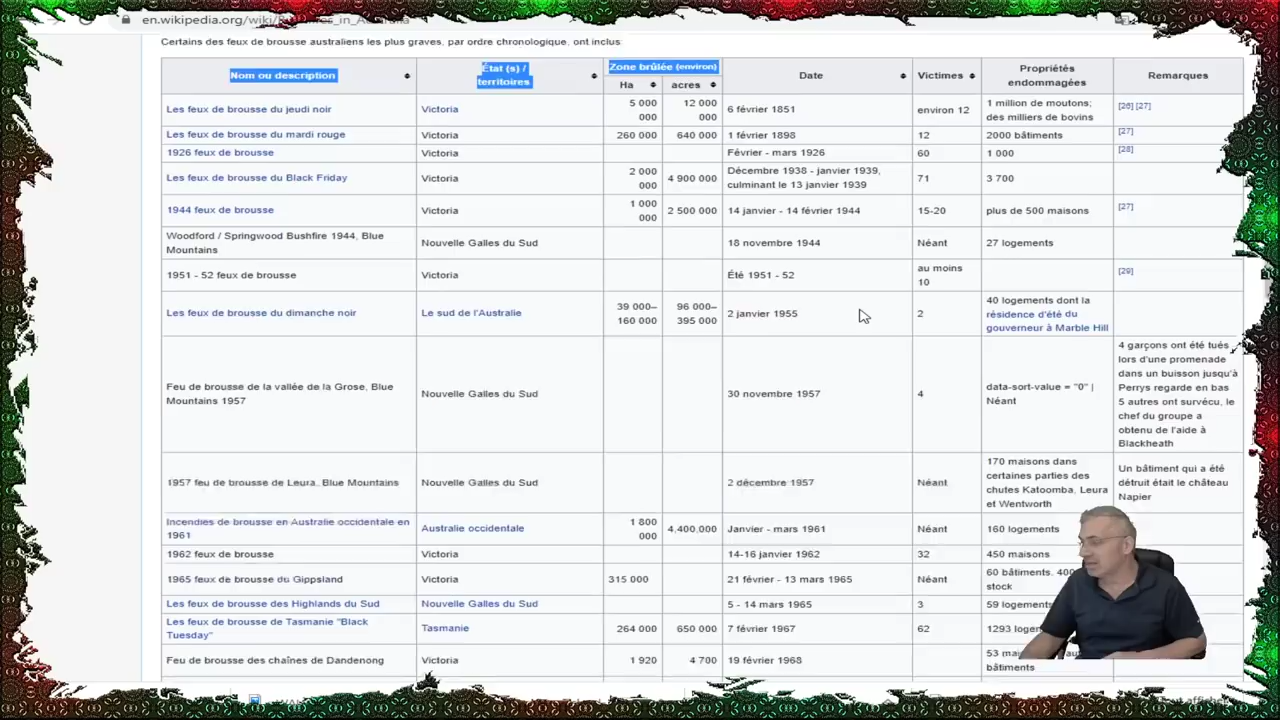 en.wikipedia.org/wiki/
Certains des feux de brousse australiens les plus graves, par ordre chronologique, ont inclus
Nom ou description
État (s) /
territoires
Zone brûlée (environ)
Ha
acres
Date
Victimes
Propriétés
endommagées
Remarques
Les feux de brousse du jeudi noir
Victoria
5 000
000
12 000
000
6 février 1851
environ 12
1 million de moutons;
des milliers de bovins
[26] [27]
Les feux de brousse du mardi rouge
Victoria
260 000
640 000
1 février 1898
12
2000 bâtiments
[27]
1926 feux de brousse
Victoria
Février - mars 1926
60
1 000
[28]
Les feux de brousse du Black Friday
Victoria
2 000
000
4 900 000
Décembre 1938 - janvier 1939,
culminant le 13 janvier 1939
71
3 700
1944 feux de brousse
Victoria
1 000
000
2 500 000
14 janvier - 14 février 1944
15-20
plus de 500 maisons
[27]
Woodford / Springwood Bushfire 1944, Blue
Mountains
Nouvelle Galles du Sud
18 novembre 1944
Néant
27 logements
1951 - 52 feux de brousse
Victoria
Été 1951 - 52
au moins
10
[29]
Les feux de brousse du dimanche noir
Le sud de l'Australie
39 000–
160 000
96 000–
395 000
2 janvier 1955
2
40 logements dont la
résidence d'été du
gouverneur à Marble Hill
Feu de brousse de la vallée de la Grose, Blue
Mountains 1957
Nouvelle Galles du Sud
30 novembre 1957
4
data-sort-value = "0" |
Néant
4 garçons ont été tués
lors d'une promenade
dans un buisson jusqu'à
Perrys regarde en bas
5 autres ont survécu, le
chef du groupe a
obtenu de l'aide à
Blackheath
1957 feu de brousse de Leura, Blue Mountains
Nouvelle Galles du Sud
2 décembre 1957
Néant
170 maisons dans
certaines parties des
chutes Katoomba, Leura
et Wentworth
Un bâtiment qui a été
détruit était le château
Napier
Incendies de brousse en Australie occidentale en
1961
Australie occidentale
1 800
000
4,400,000
Janvier - mars 1961
Néant
160 logements
1962 feux de brousse
Victoria
14-16 janvier 1962
32
450 maisons
1965 feux de brousse du Gippsland
Victoria
315 000
21 février - 13 mars 1965
Néant
60 bâtiments, 400
stock
Les feux de brousse des Highlands du Sud
Nouvelle Galles du Sud
5 - 14 mars 1965
3
59 logements
Les feux de brousse de Tasmanie "Black
Tuesday"
Tasmanie
264 000
650 000
7 février 1967
62
1293
Feu de brousse des chaînes de Dandenong
Victoria
1 920
4 700
19 février 1968
53
bâtiments